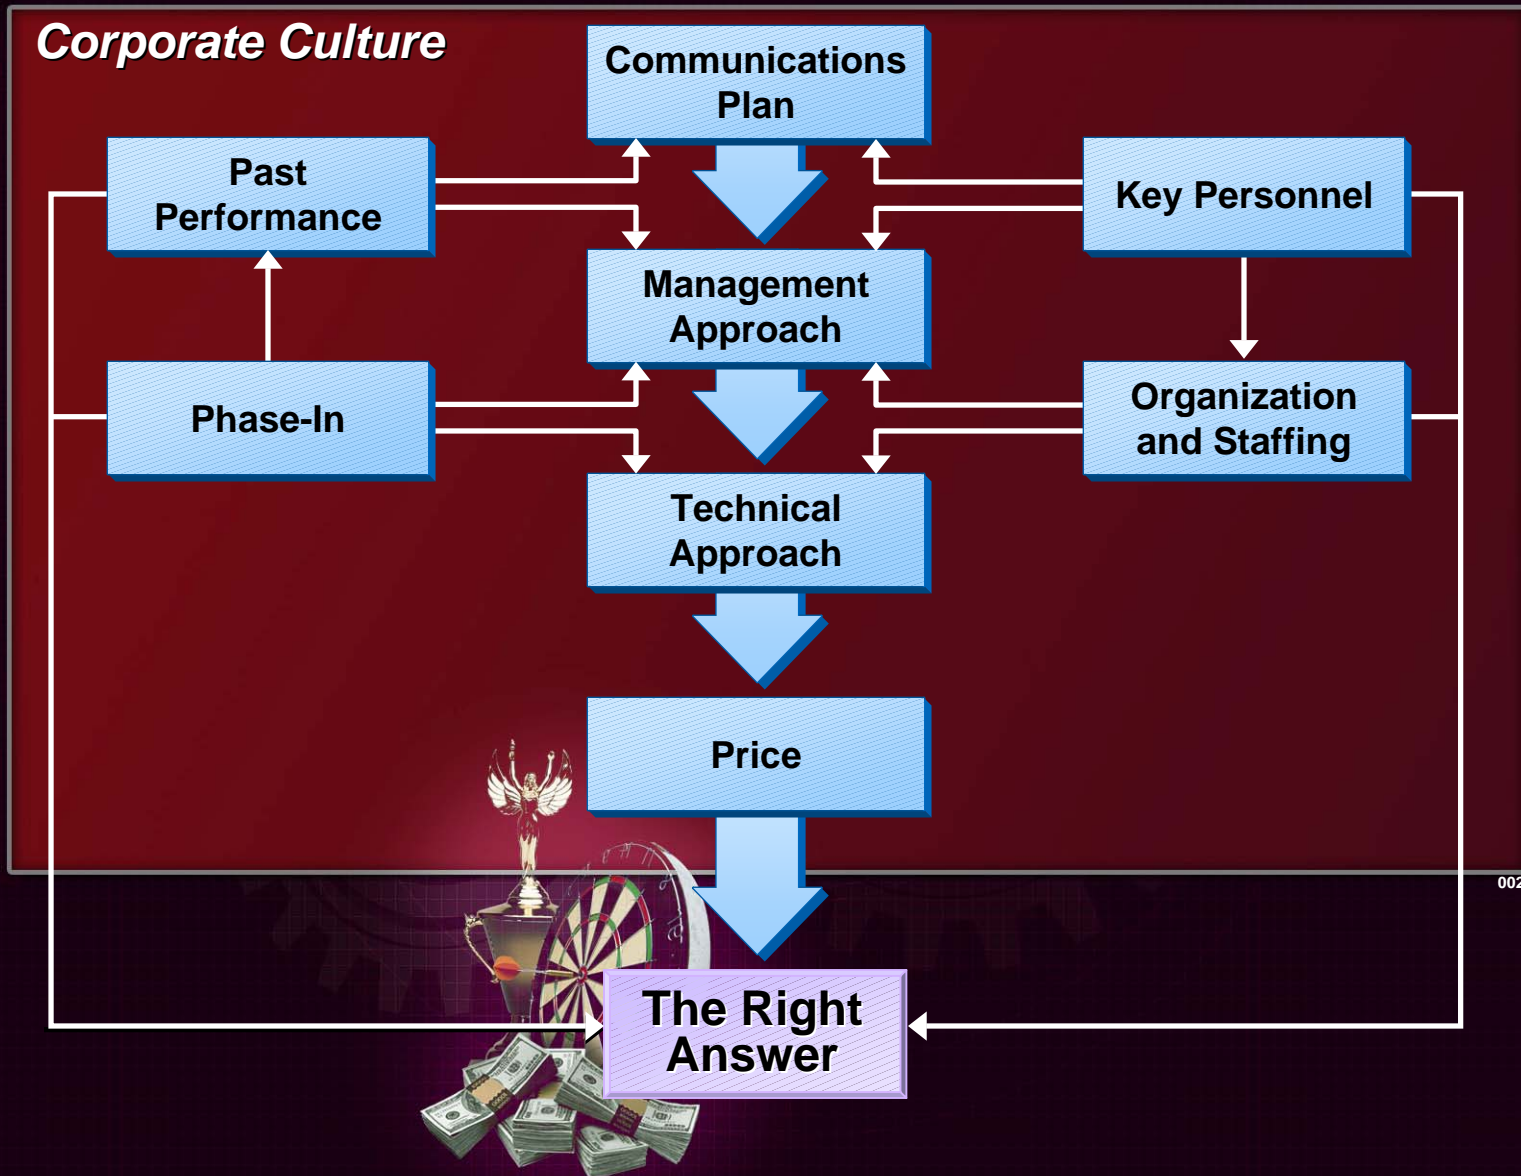 Corporate Culture
Communications
Plan
Past
Performance
Key Personnel
Management
Approach
Phase-In
Organization
and Staffing
Technical
Approach
Price
002
The Right
Answer